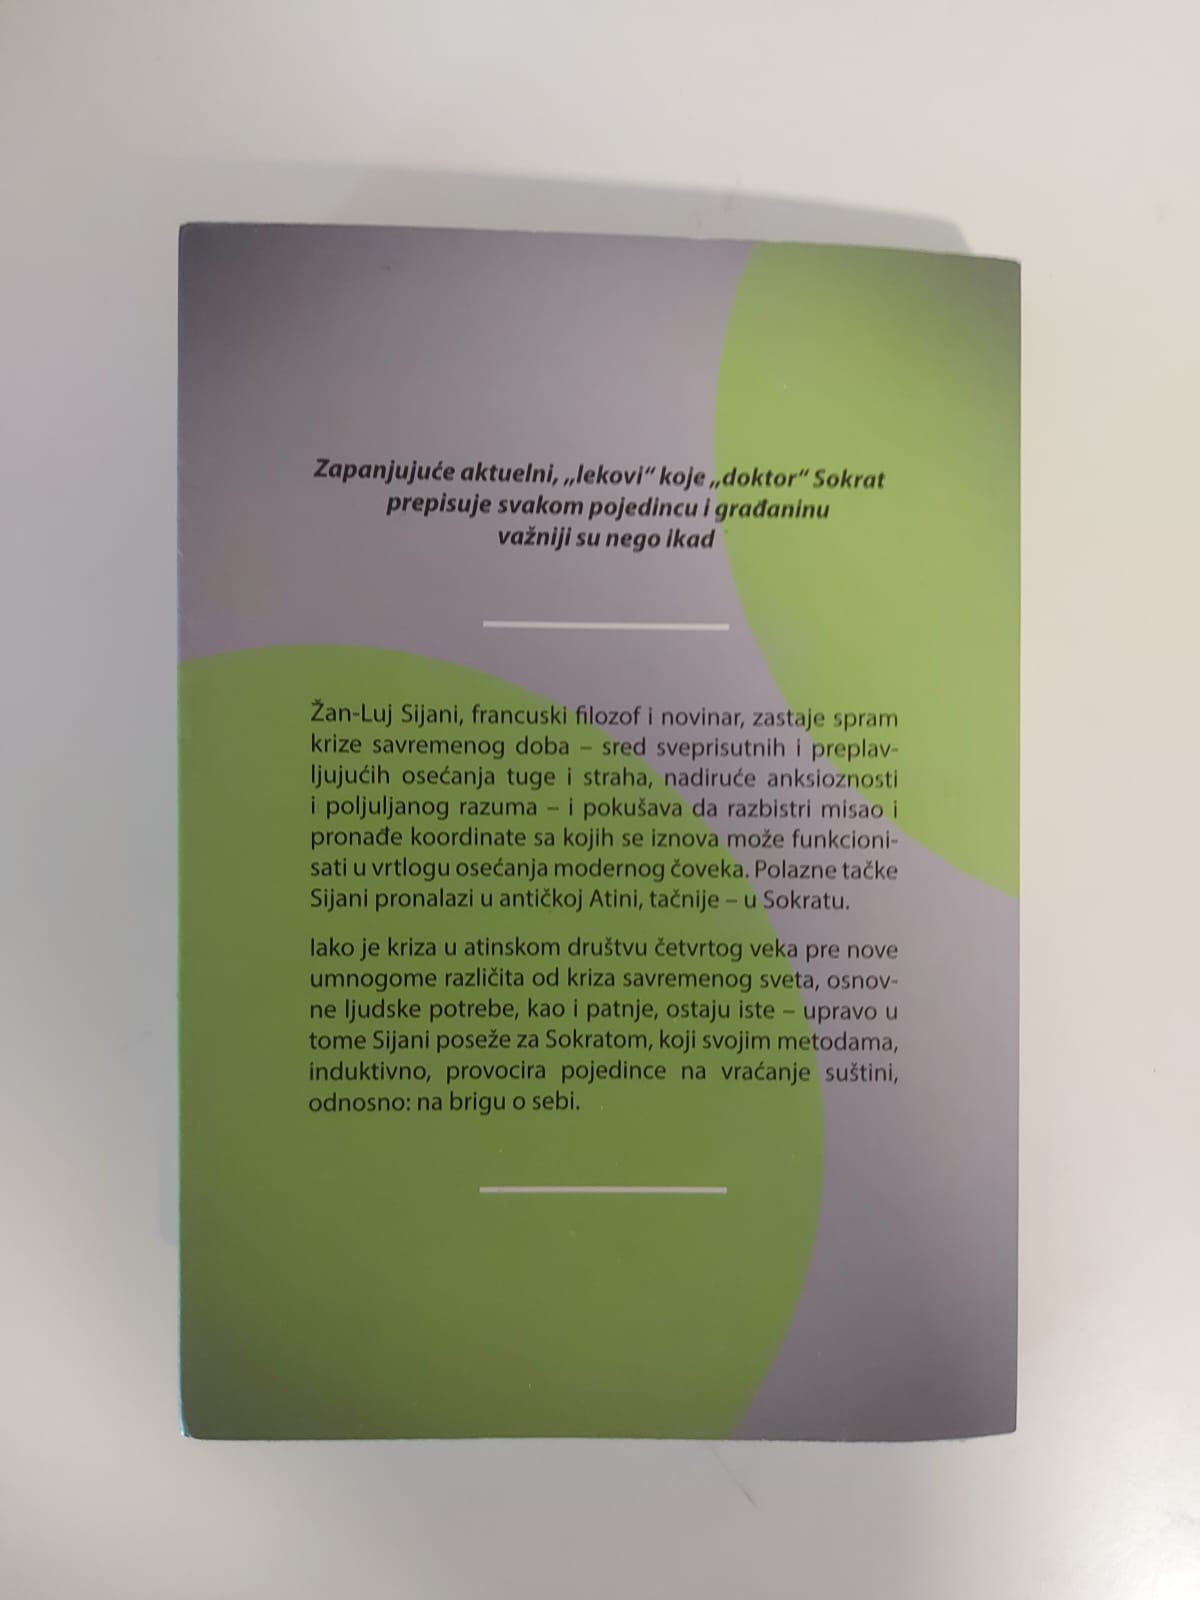 Zapanjujuće aktuelni, „lekovi“ koje „doktor“ Sokrat
prepisuje svakom pojedincu i građaninu
važniji su nego ikad
Žan-Luj Sijani, francuski filozof i novinar, zastaje spram
krize savremenog doba – sred sveprisutnih i preplav-
ljujućih osećanja tuge i straha, nadiruće anksioznosti
i poljuljanog razuma – i pokušava da razbistri misao i
pronađe koordinate sa kojih se iznova može funkcioni-
sati u vrtlogu osećanja modernog čoveka. Polazne tačke
Sijani pronalazi u antičkoj Atini, tačnije – u Sokratu.
Iako je kriza u atinskom društvu četvrtog veka pre nove
umnogome različita od kriza savremenog sveta, osnov-
ne ljudske potrebe, kao i patnje, ostaju iste – upravo u
tome Sijani poseže za Sokratom, koji svojim metodama,
induktivno, provocira pojedince na vraćanje suštini,
odnosno: na brigu o sebi.